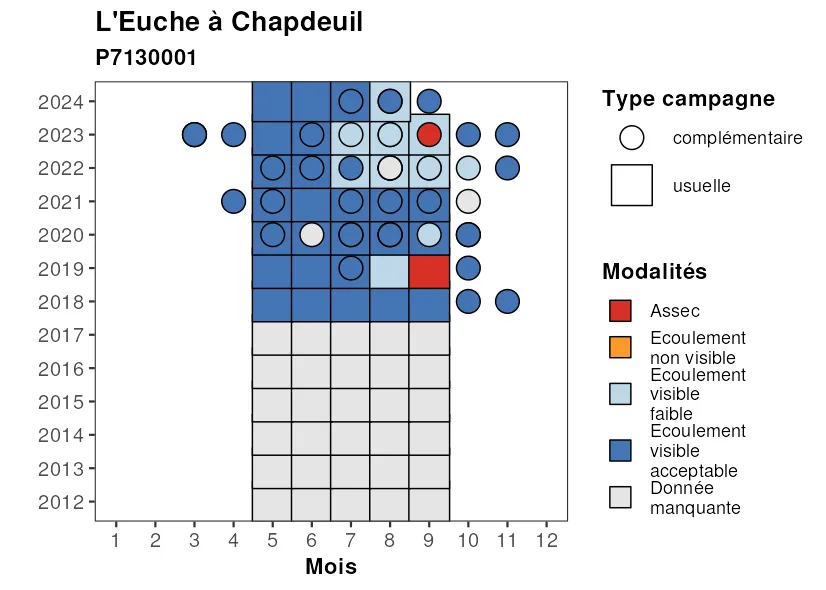 L'Euche à Chapdeuil
P7130001
2024
2023
2022
2021
2020
2019
2018
2017
2016
2015
2014
2013
2012
1 2 3 4 5 6 7 8 9 10 11 12
Mois
Type campagne
complémentaire
usuelle
Modalités
Assec
Ecoulement
non visible
Ecoulement
visible
faible
Ecoulement
visible
acceptable
Donnée
manquante